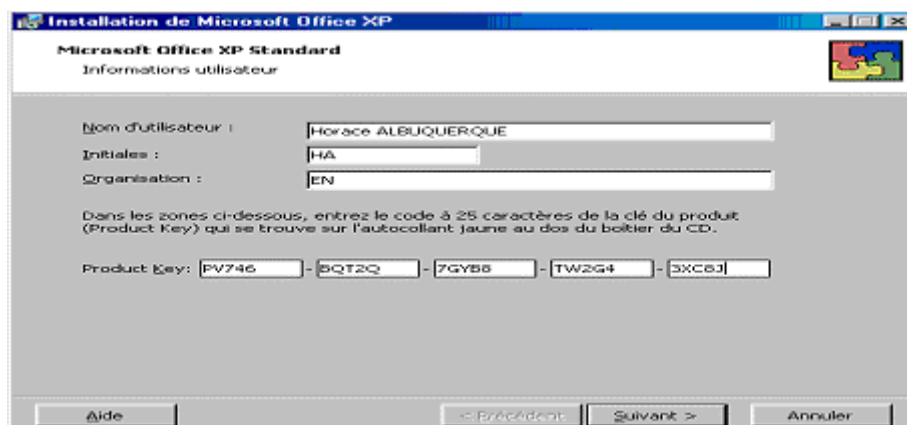 Installation de Microsoft Office XP
Microsoft Office XP Standard
Informations utilisateur
Nom d'utilisateur : Horace ALBUQUERQUE
Initiales : HA
Organisation : EN
Dans les zones ci-dessous, entrez le code à 25 caractères de la clé du produit
(Product Key) qui se trouve sur l'autocollant jaune au dos du boîtier du CD.
Product Key: PV746 - BQT2Q - 7GYB8 - TW2G4 - 3XC8J
Aide < Précédent Suivant > Annuler